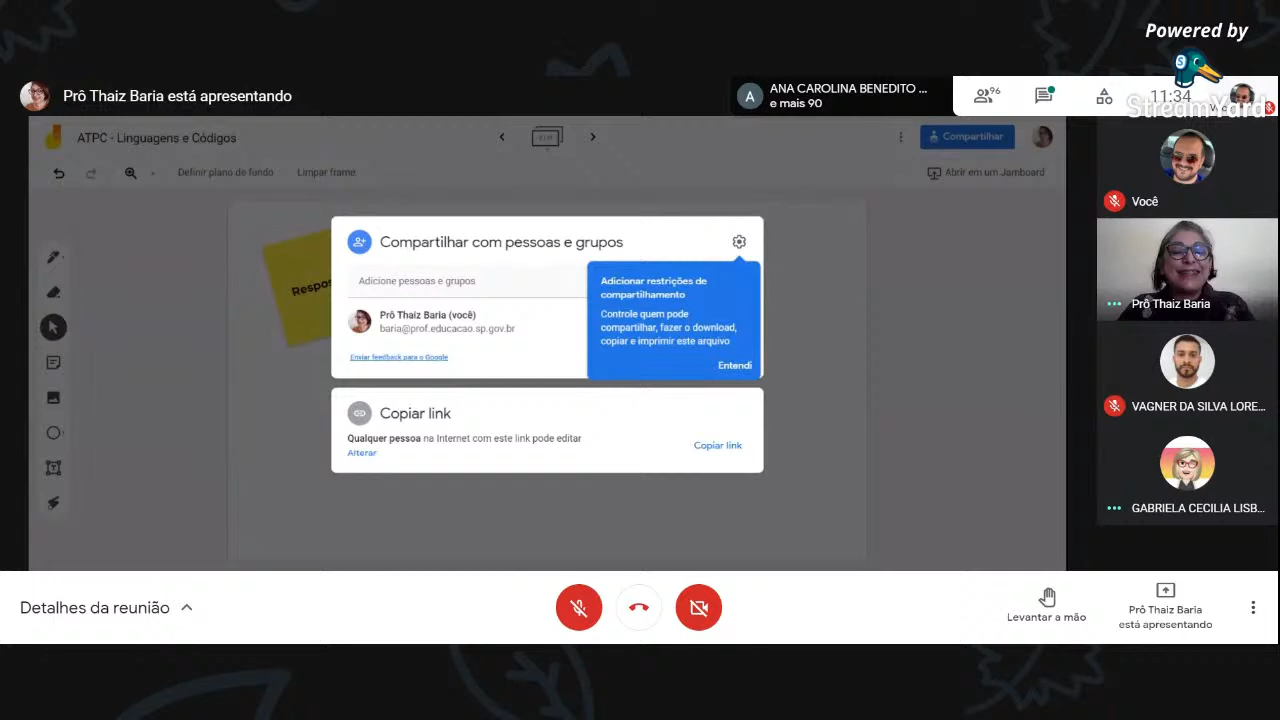 Powered by
StreamYard
Prô Thaiz Baria está apresentando
A
ANA CAROLINA BENEDITO ...
e mais 90
96
11:34
ATPC - Linguagens e Códigos
Compartilhar
Definir plano de fundo
Limpar frame
Abrir em um Jamboard
Respos
Compartilhar com pessoas e grupos
Adicione pessoas e grupos
Prô Thaiz Baria (você)
baria@prof.educacao.sp.gov.br
Enviar feedback para o Google
Adicionar restrições de
compartilhamento
Controle quem pode
compartilhar, fazer o download,
copiar e imprimir este arquivo
Entendi
Copiar link
Qualquer pessoa na Internet com este link pode editar
Alterar
Copiar link
Você
Prô Thaiz Baria
VAGNER DA SILVA LORE...
GABRIELA CECILIA LISB...
Detalhes da reunião
Levantar a mão
Prô Thaiz Baria
está apresentando